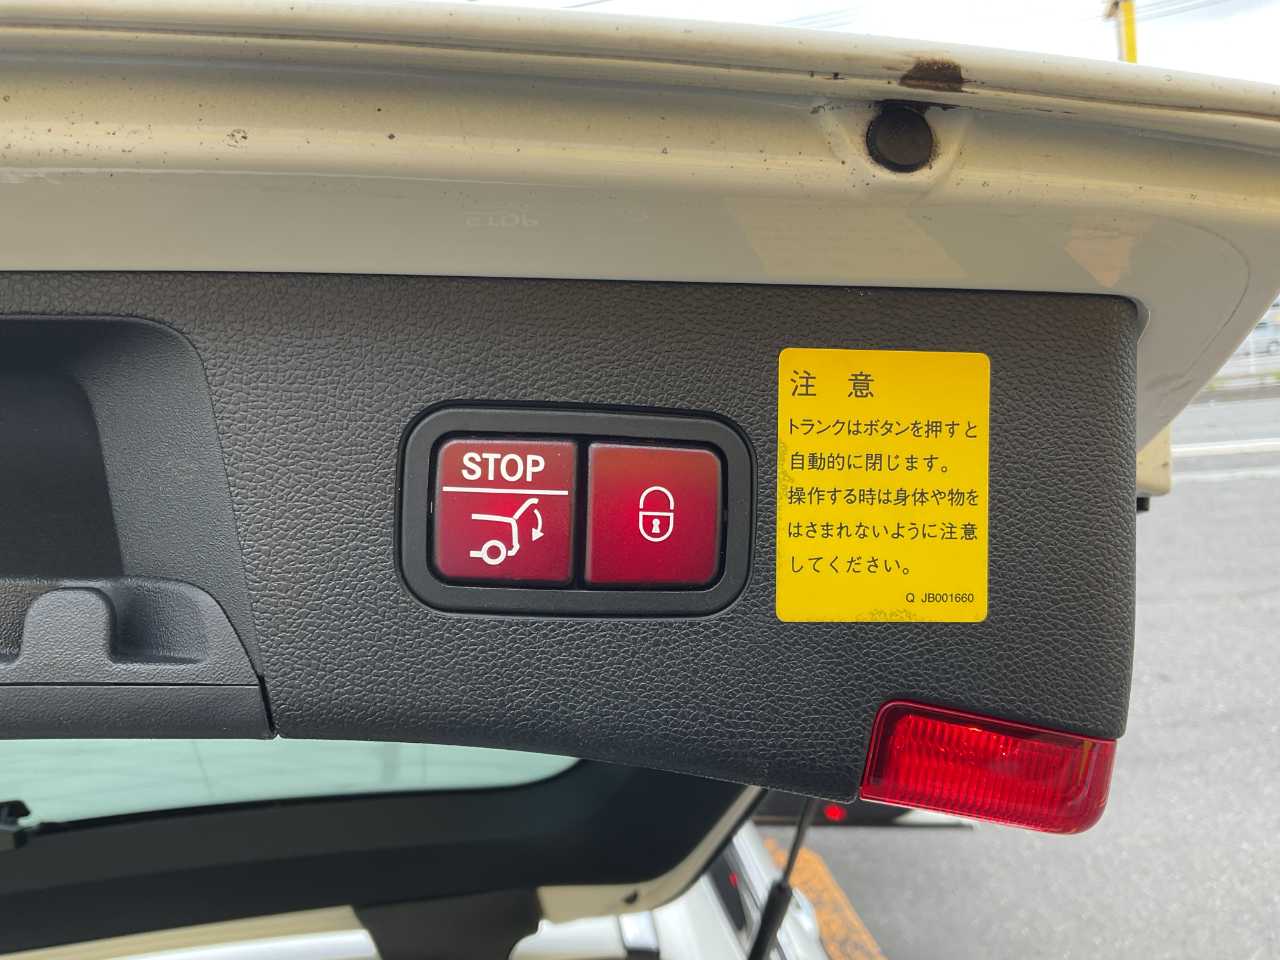 STOP
注 意
トランクはボタンを押すと
自動的に閉じます。
操作する時は身体や物を
はさまれないように注意
してください。
Q JB001660